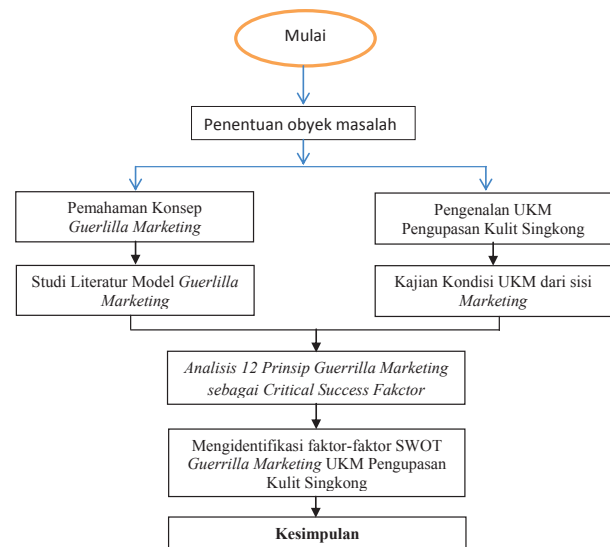 Mulai
Penentuan obyek masalah
Pemahaman Konsep
Guerlilla Marketing
Pengenalan UKM
Pengupasan Kulit Singkong
Studi Literatur Model Guerlilla
Marketing
Kajian Kondisi UKM dari sisi
Marketing
Analisis 12 Prinsip Guerrilla Marketing
sebagai Critical Success Fakctor
Mengidentifikasi faktor-faktor SWOT
Guerrilla Marketing UKM Pengupasan
Kulit Singkong
Kesimpulan